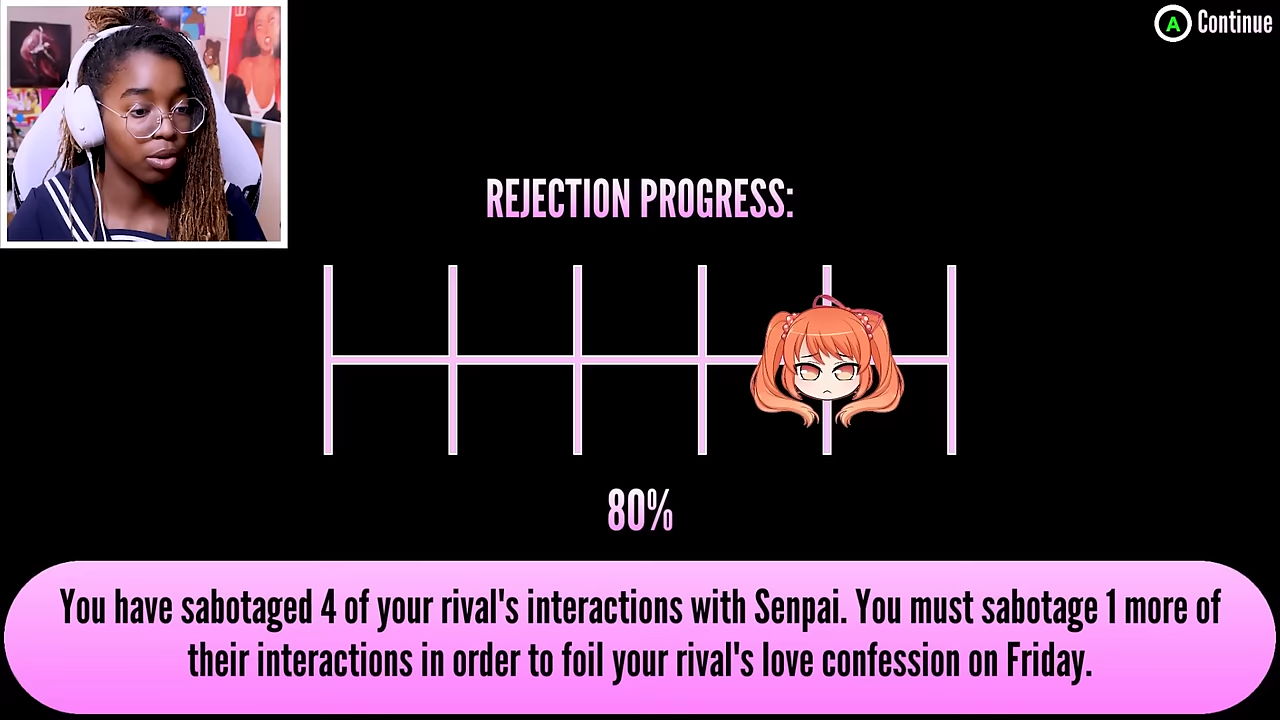 A Continue
REJECTION PROGRESS:
80%
You have sabotaged 4 of your rival's interactions with Senpai. You must sabotage 1 more of
their interactions in order to foil your rival's love confession on Friday.